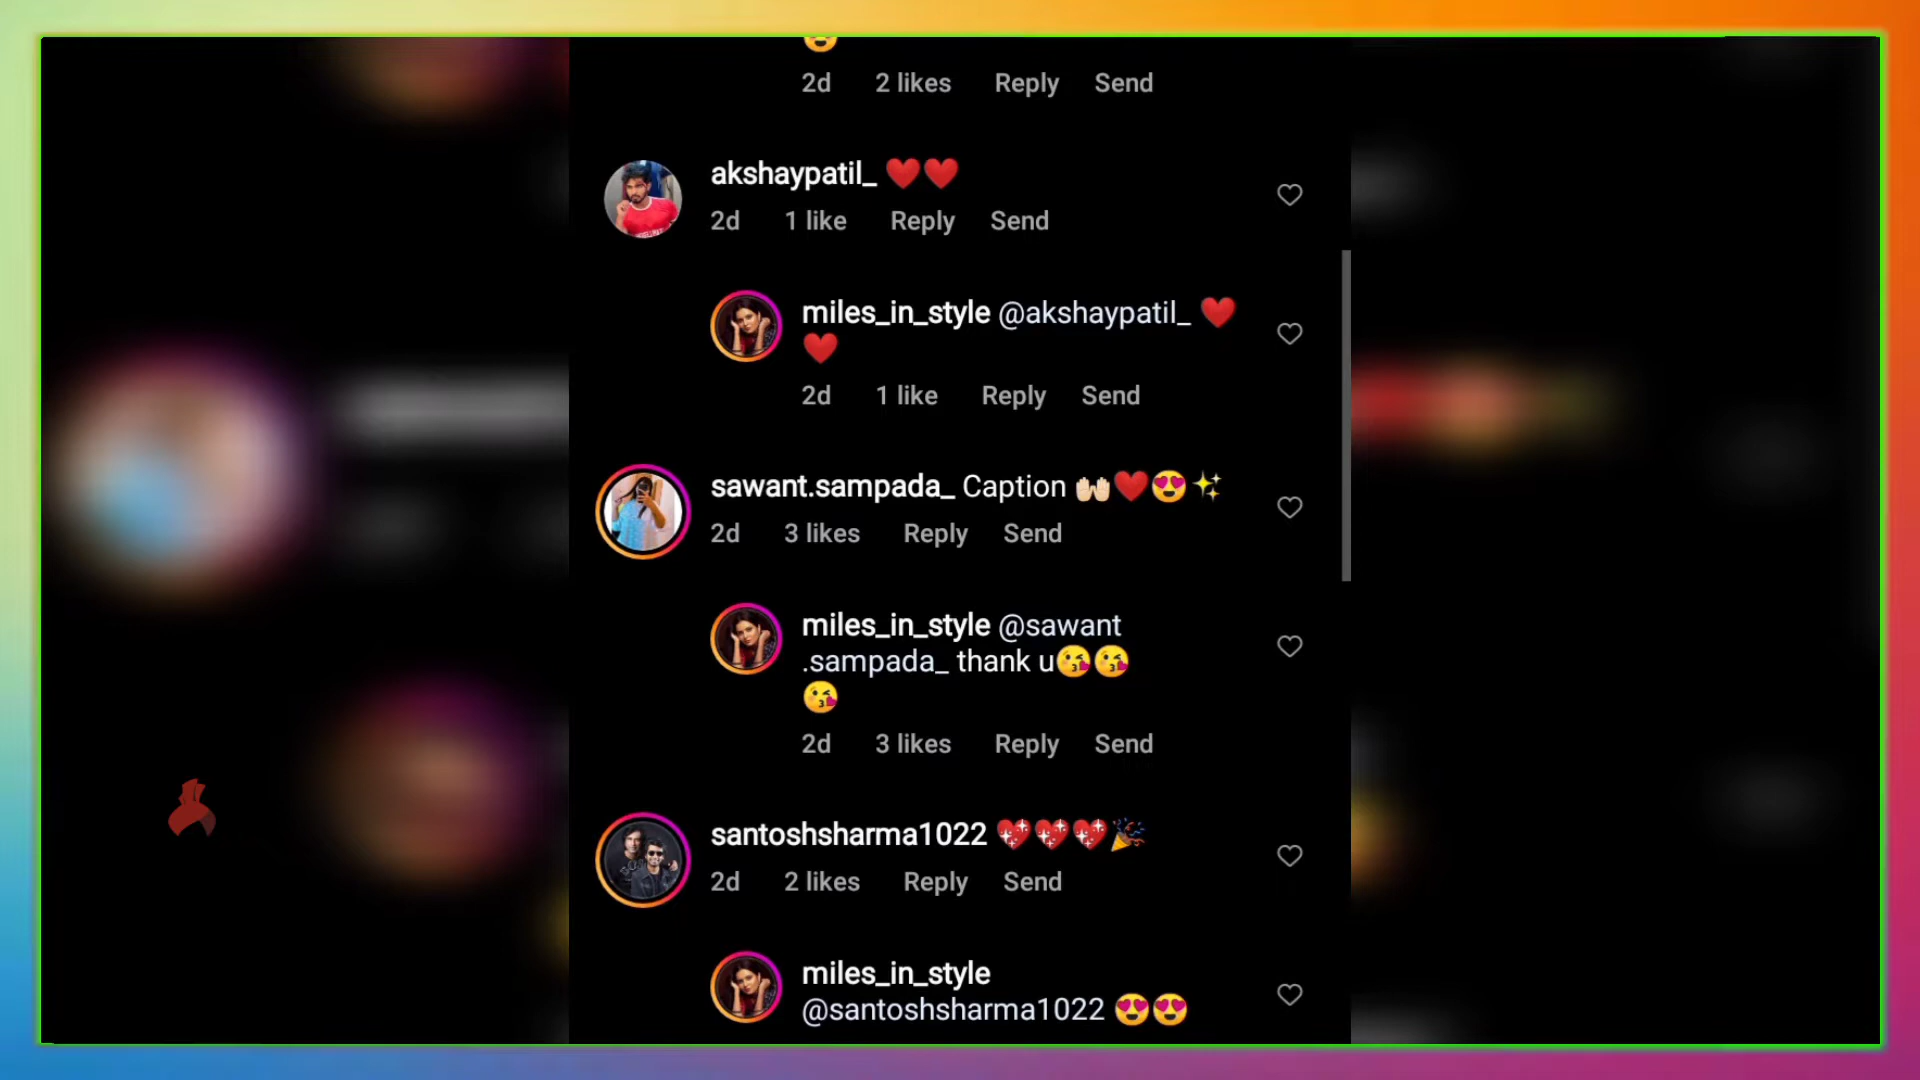 😍
2d 2 likes Reply Send
akshaypatil_ ❤️❤️
2d 1 like Reply Send
miles_in_style @akshaypatil_ ❤️
❤️
2d 1 like Reply Send
sawant.sampada_ Caption 🙌🏻❤️😍✨
2d 3 likes Reply Send
miles_in_style @sawant
.sampada_ thank u😘😘
😘
2d 3 likes Reply Send
santoshsharma1022 💖💖💖🎉
2d 2 likes Reply Send
miles_in_style
@santoshsharma1022 😍😍